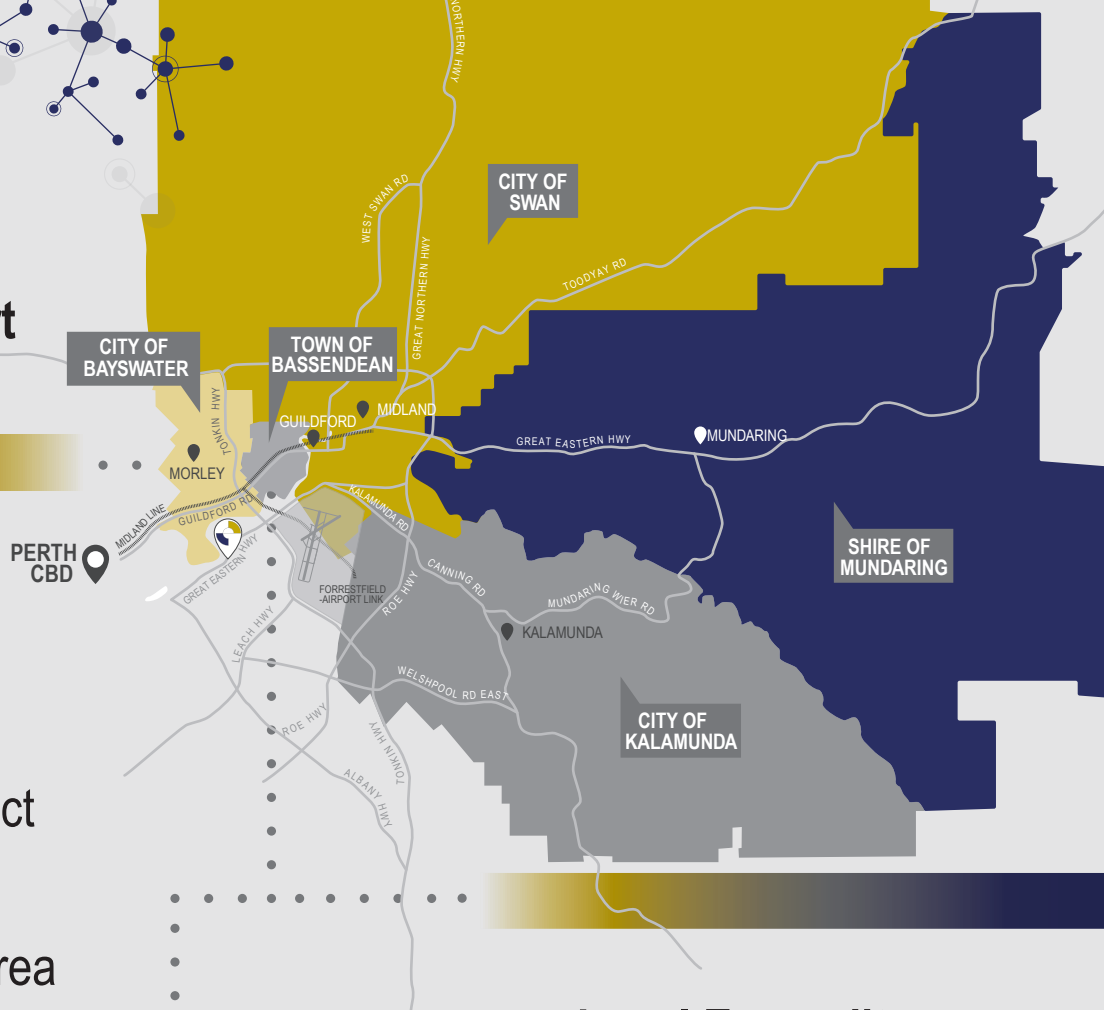 NORTHERN HWY
CITY OF
SWAN
WEST SWAN RD
GREAT NORTHERN HWY
TOODYAY RD
CITY OF
BAYSWATER
TOWN OF
BASSENDEAN
TONKIN HWY
GUILDFORD
MIDLAND
MORLEY
GREAT EASTERN HWY
MUNDARING
MIDLAND LINE
GUILDFORD RD
KALAMUNDA RD
PERTH
CBD
GREAT EASTERN HWY
FORRESTFIELD
-AIRPORT LINK
ROE HWY
CANNING RD
MUNDARING WIER RD
SHIRE OF
MUNDARING
LEACH HWY
KALAMUNDA
WELSHPOOL RD EAST
ROE HWY
TONKIN HWY
CITY OF
KALAMUNDA
ALBANY HWY
ct
rea